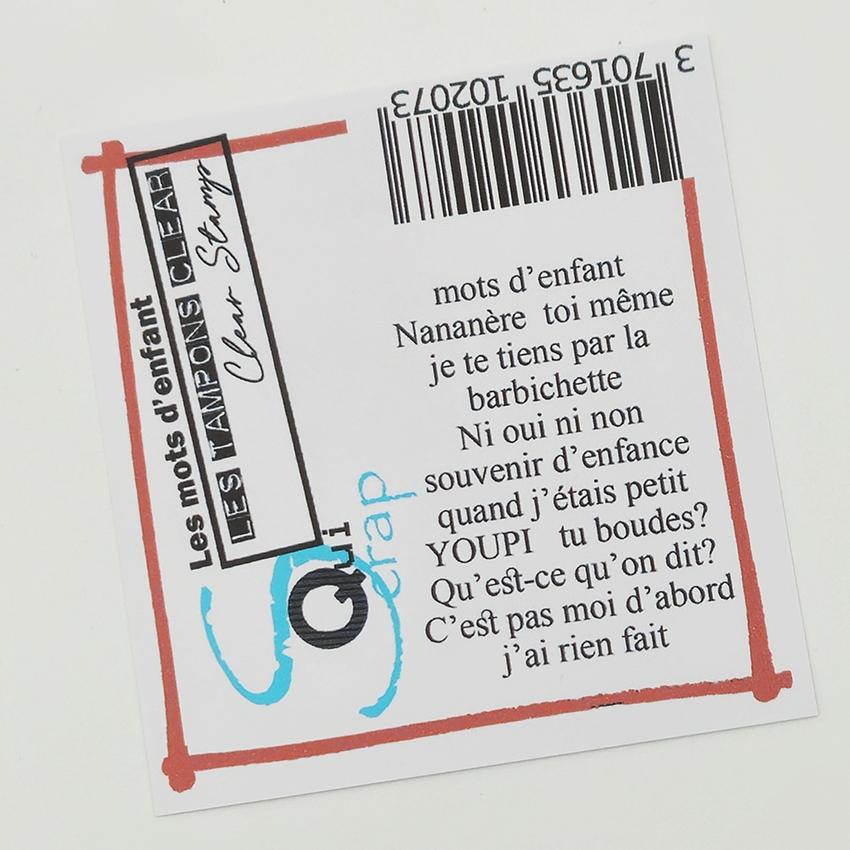 3 701635 102073
Les mots d'enfant
LES TAMPONS CLEAR
Clear Stamp
Qui
Scrap
mots d'enfant
Nananère toi même
je te tiens par la
barbichette
Ni oui ni non
souvenir d'enfance
quand j'étais petit
YOUPI tu boudes?
Qu'est-ce qu'on dit?
C'est pas moi d'abord
j'ai rien fait